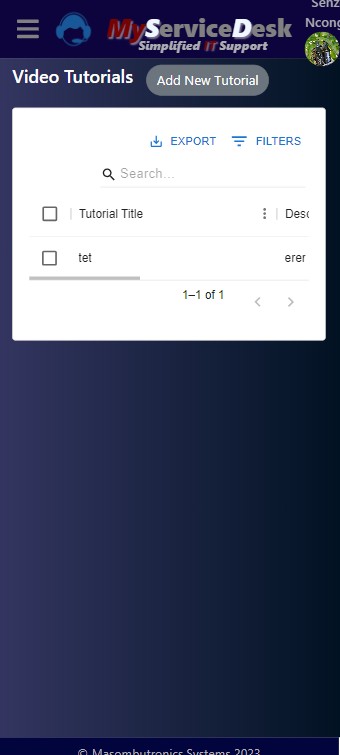 Senz
Ncong
MyServiceDesk
Simplified IT Support
Video Tutorials
Add New Tutorial
EXPORT
FILTERS
Search...
Tutorial Title
Desc
tet
erer
1–1 of 1
© Masombutronics Systems 2023